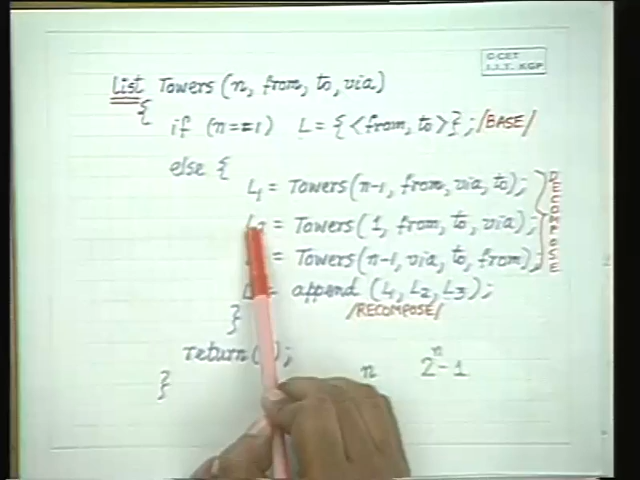 © CET
I.I.T. KGP
List Towers (n, from, to, via)
{
if (n==1) L = {<from, to>}; /BASE/
else {
L1 = Towers(n-1, from, via, to);
= Towers(1, from, to, via);
= Towers(n-1, via, to, from);
DECOMPOSE
= append (L1, L2, L3);
} /RECOMPOSE/
return( );
} n 2^n - 1